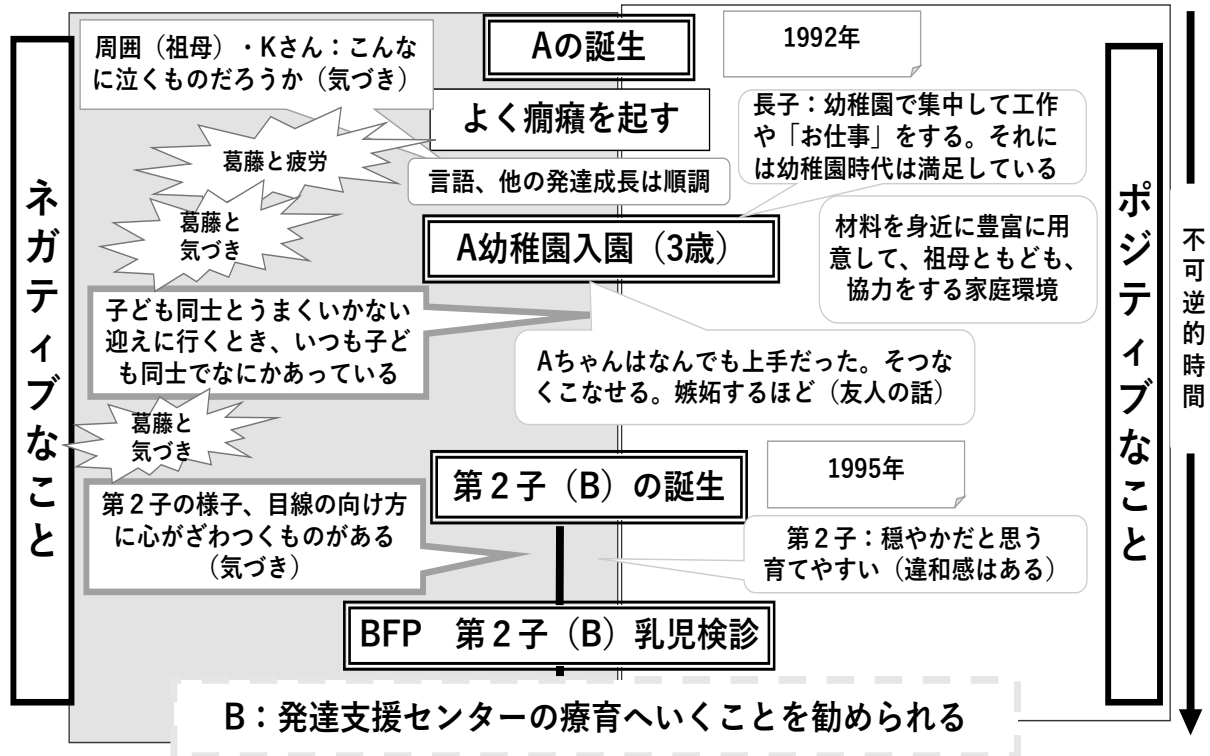 Aの誕生
1992年
周囲（祖母）・Kさん：こんな
に泣くものだろうか（気づき）
よく癇癪を起す
長子：幼稚園で集中して工作
や「お仕事」をする。それに
は幼稚園時代は満足している
葛藤と疲労
言語、他の発達成長は順調
葛藤と
気づき
A幼稚園入園（3歳）
材料を身近に豊富に用
意して、祖母ともども、
協力をする家庭環境
子ども同士とうまくいかない
迎えに行くとき、いつも子ど
も同士でなにかあっている
Aちゃんはなんでも上手だった。そつな
くこなせる。嫉妬するほど（友人の話）
葛藤と
気づき
第２子（B）の誕生
1995年
第２子の様子、目線の向け方
に心がざわつくものがある
（気づき）
第２子：穏やかだと思う
育てやすい（違和感はある）
BFP　第２子（B）乳児検診
B：発達支援センターの療育へいくことを勧められる
ネガティブなこと
ポジティブなこと
不可逆的時間